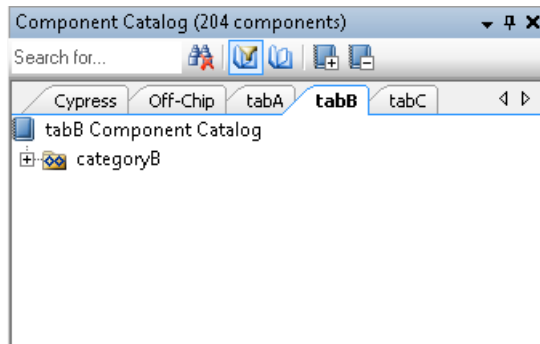 Component Catalog (204 components)
Search for...
Cypress Off-Chip tabA tabB tabC
tabB Component Catalog
categoryB